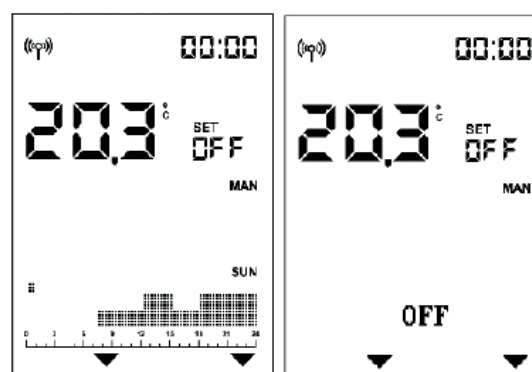 00:00
20.3 °C
SET
OFF
MAN
SUN
0 3 6 9 12 15 18 21 24
00:00
20.3 °C
SET
OFF
MAN
OFF